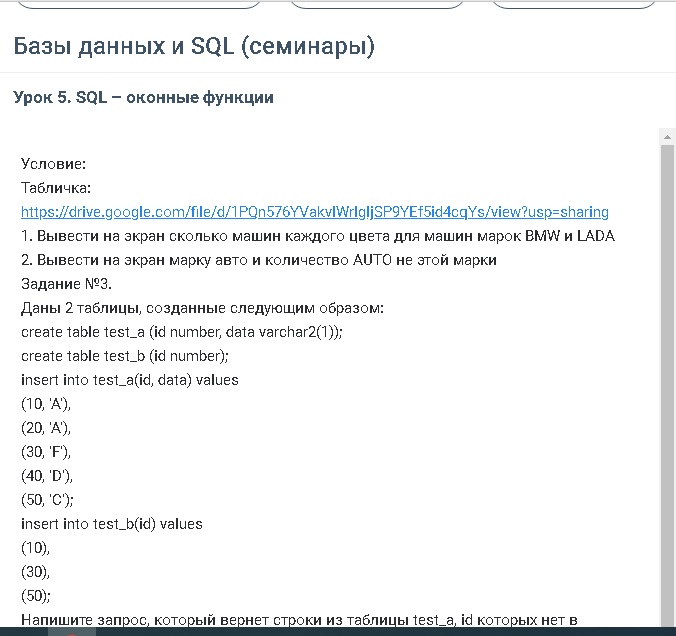 Базы данных и SQL (семинары)
Урок 5. SQL – оконные функции
Условие:
Табличка:
https://drive.google.com/file/d/1PQn576YVakvlWrlgljSP9YEf5id4cqYs/view?usp=sharing
1. Вывести на экран сколько машин каждого цвета для машин марок BMW и LADA
2. Вывести на экран марку авто и количество AUTO не этой марки
Задание №3.
Даны 2 таблицы, созданные следующим образом:
create table test_a (id number, data varchar2(1));
create table test_b (id number);
insert into test_a(id, data) values
(10, 'A'),
(20, 'A'),
(30, 'F'),
(40, 'D'),
(50, 'C');
insert into test_b(id) values
(10),
(30),
(50);
Напишите запрос, который вернет строки из таблицы test_a, id которых нет в